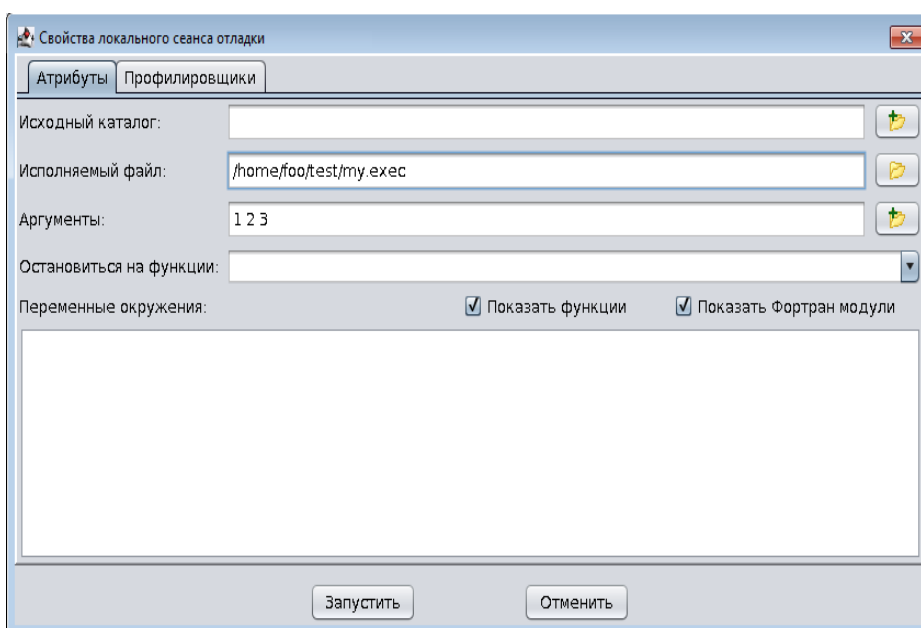 Свойства локального сеанса отладки
Атрибуты Профилировщики
Исходный каталог:
Исполняемый файл: /home/foo/test/my.exec
Аргументы: 1 2 3
Остановиться на функции:
Переменные окружения: Показать функции Показать Фортран модули
Запустить Отменить